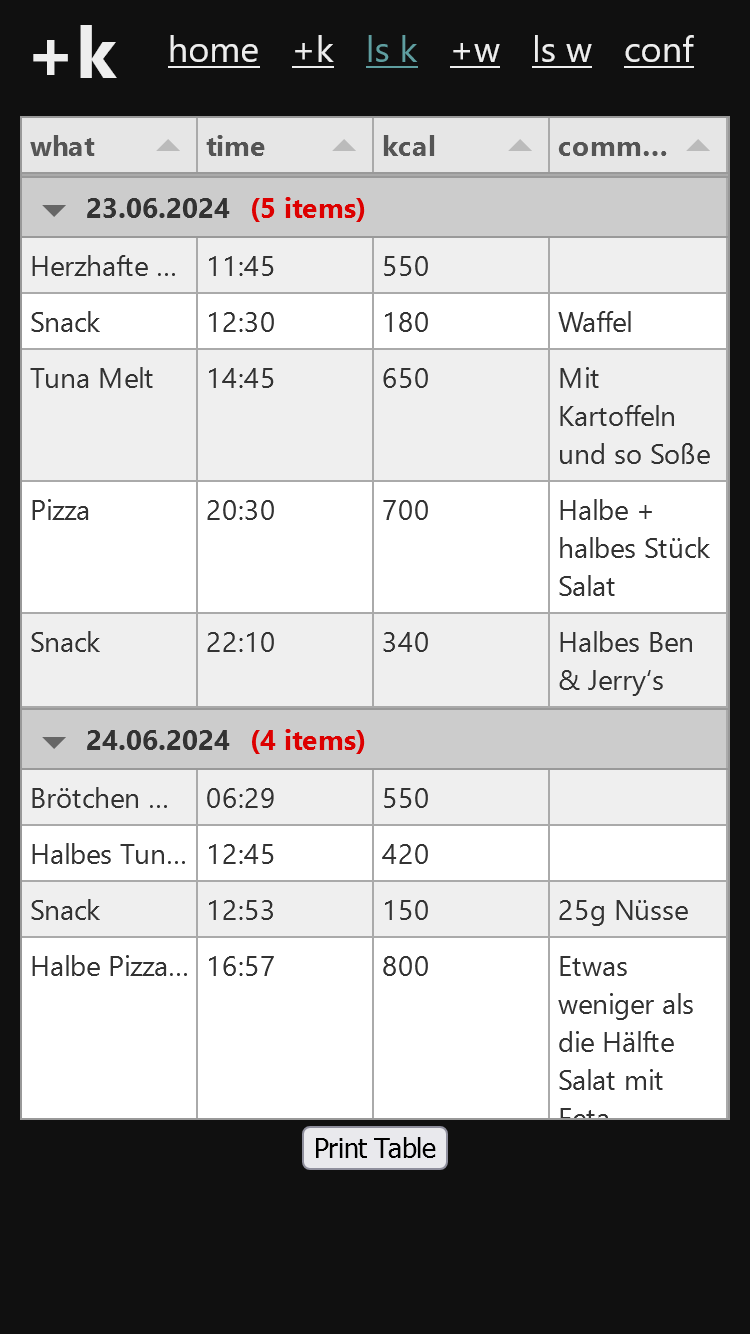 +k home +k ls k +w ls w conf
what time kcal comm...
23.06.2024 (5 items)
Herzhafte ... 11:45 550
Snack 12:30 180 Waffel
Tuna Melt 14:45 650 Mit
Kartoffeln
und so Soße
Pizza 20:30 700 Halbe +
halbes Stück
Salat
Snack 22:10 340 Halbes Ben
& Jerry‘s
24.06.2024 (4 items)
Brötchen ... 06:29 550
Halbes Tun... 12:45 420
Snack 12:53 150 25g Nüsse
Halbe Pizza... 16:57 800 Etwas
weniger als
die Hälfte
Salat mit
Feta
Print Table